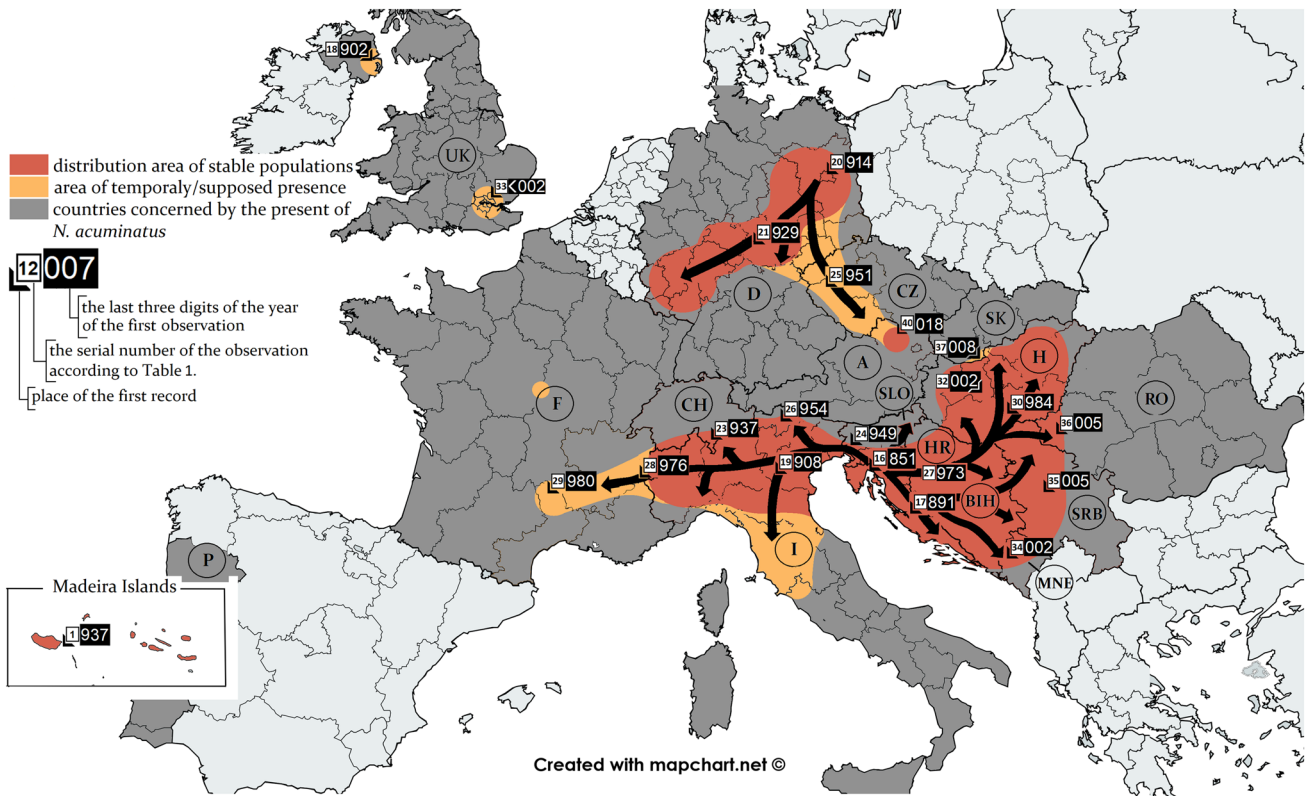 18 902
UK
33 <002
distribution area of stable populations
area of temporaly/supposed presence
countries concerned by the present of
N. acuminatus
12 007
the last three digits of the year
of the first observation
the serial number of the observation
according to Table 1.
place of the first record
20 914
21 929
25 951
D
CZ
40 018
SK
37 008
A
H
SLO
32 002
F
CH
26 954
30 984
RO
23 937
24 949
36 005
HR
28 976
19 908
16 851
27 973
29 980
17 891
BIH
35 005
SRB
I
34 002
MNE
P
Madeira Islands
1 937
Created with mapchart.net ©